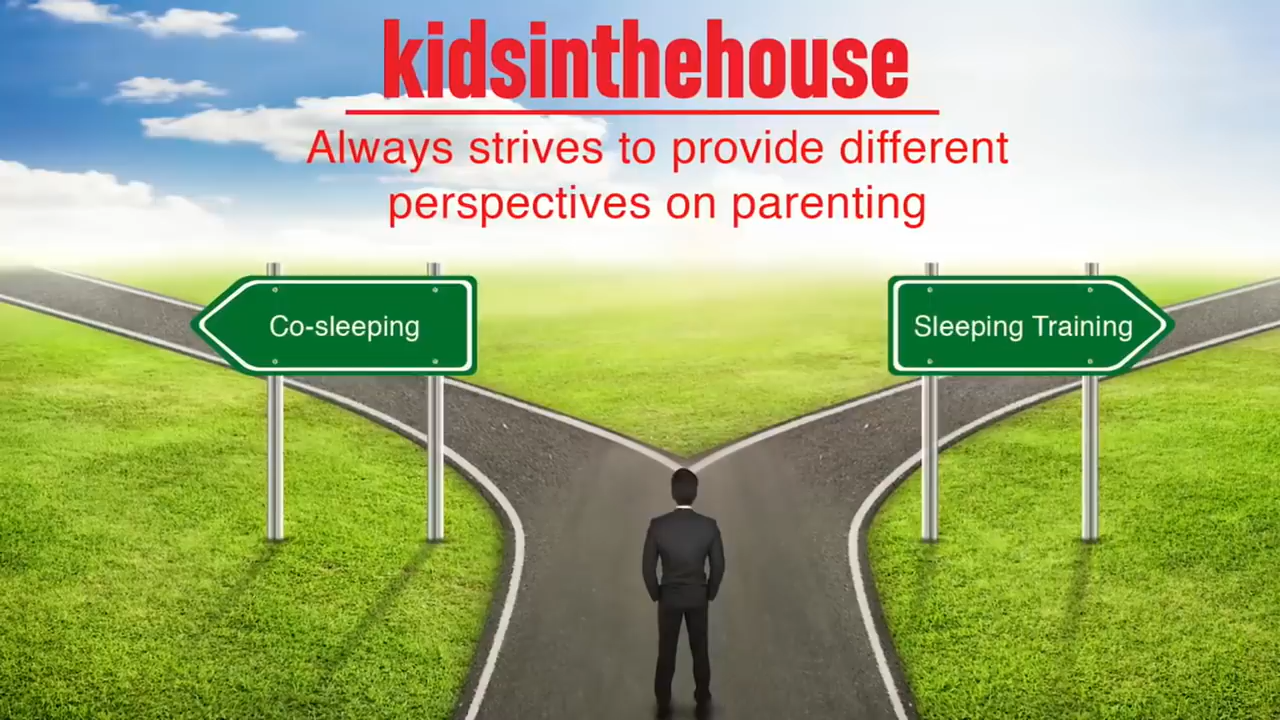 kidsinthehouse
Always strives to provide different
perspectives on parenting
Co-sleeping
Sleeping Training